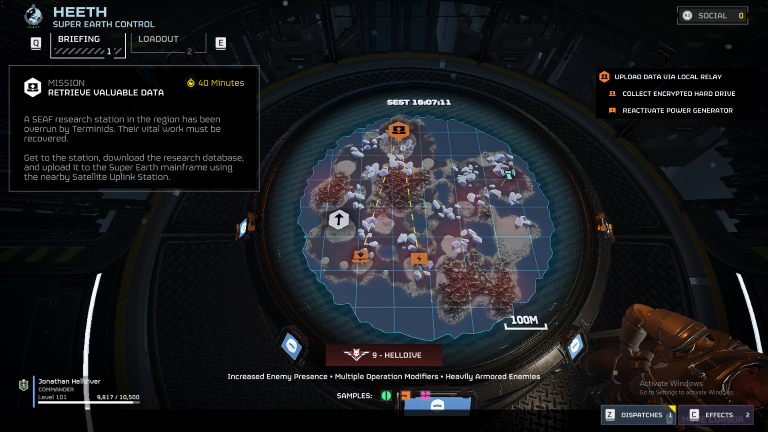 HEETH
SUPER EARTH CONTROL
SOCIAL 0
Q
BRIEFING
1
LOADOUT
2
E
MISSION
RETRIEVE VALUABLE DATA
40 Minutes
A SEAF research station in the region has been
overrun by Terminids. Their vital work must be
recovered.
Get to the station, download the research database,
and upload it to the Super Earth mainframe using
the nearby Satellite Uplink Station.
UPLOAD DATA VIA LOCAL RELAY
COLLECT ENCRYPTED HARD DRIVE
REACTIVATE POWER GENERATOR
SEST 16:07:11
100M
9 - HELLDIVE
Increased Enemy Presence • Multiple Operation Modifiers • Heavily Armored Enemies
SAMPLES:
Jonathan Helldiver
COMMANDER
Level 101
9,817 / 10,500
Activate Windows
Go to Settings to activate Windows.
Z DISPATCHES 1
C EFFECTS 2
CURSOR